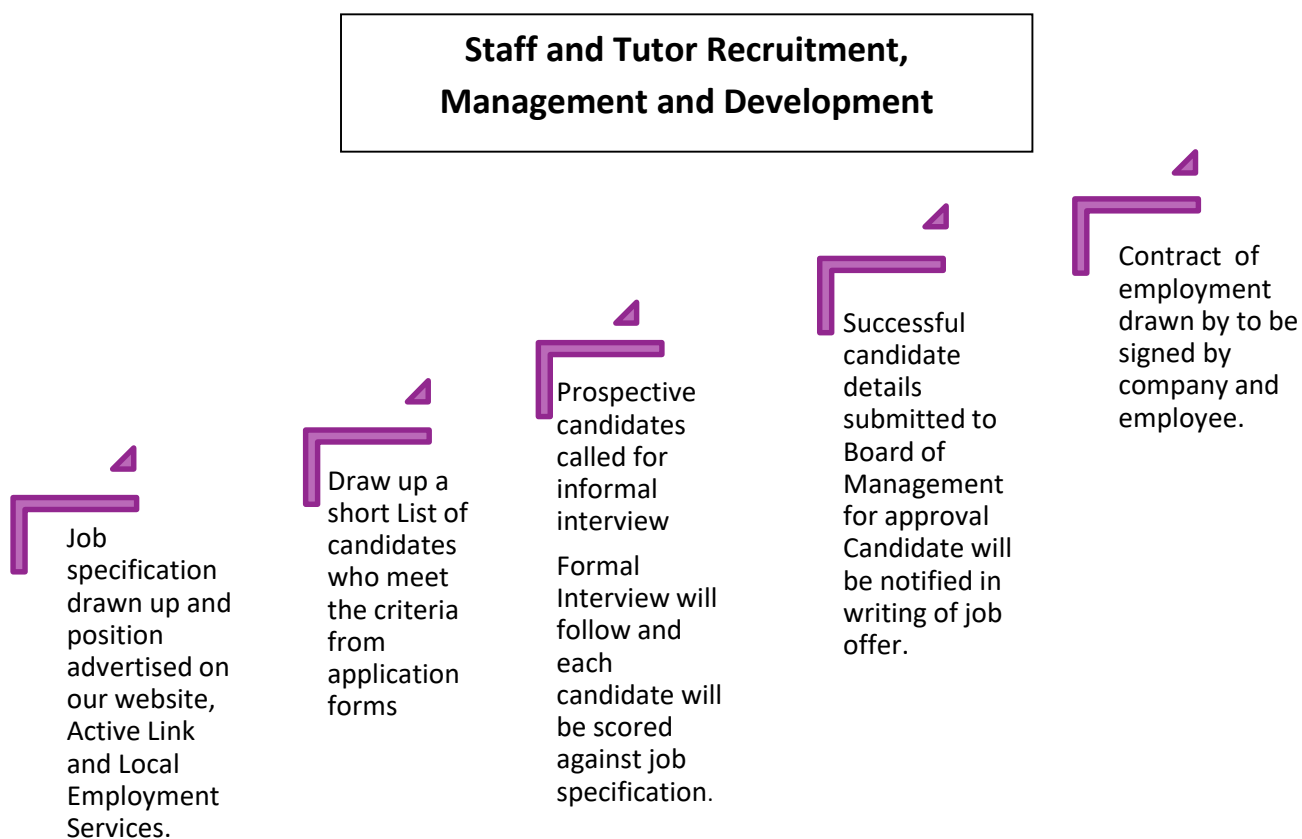 Staff and Tutor Recruitment,
Management and Development
Job
specification
drawn up and
position
advertised on
our website,
Active Link
and Local
Employment
Services.
Draw up a
short List of
candidates
who meet
the criteria
from
application
forms
Prospective
candidates
called for
informal
interview
Formal
Interview will
follow and
each
candidate will
be scored
against job
specification.
Successful
candidate
details
submitted to
Board of
Management
for approval
Candidate will
be notified in
writing of job
offer.
Contract  of
employment
drawn by to be
signed by
company and
employee.